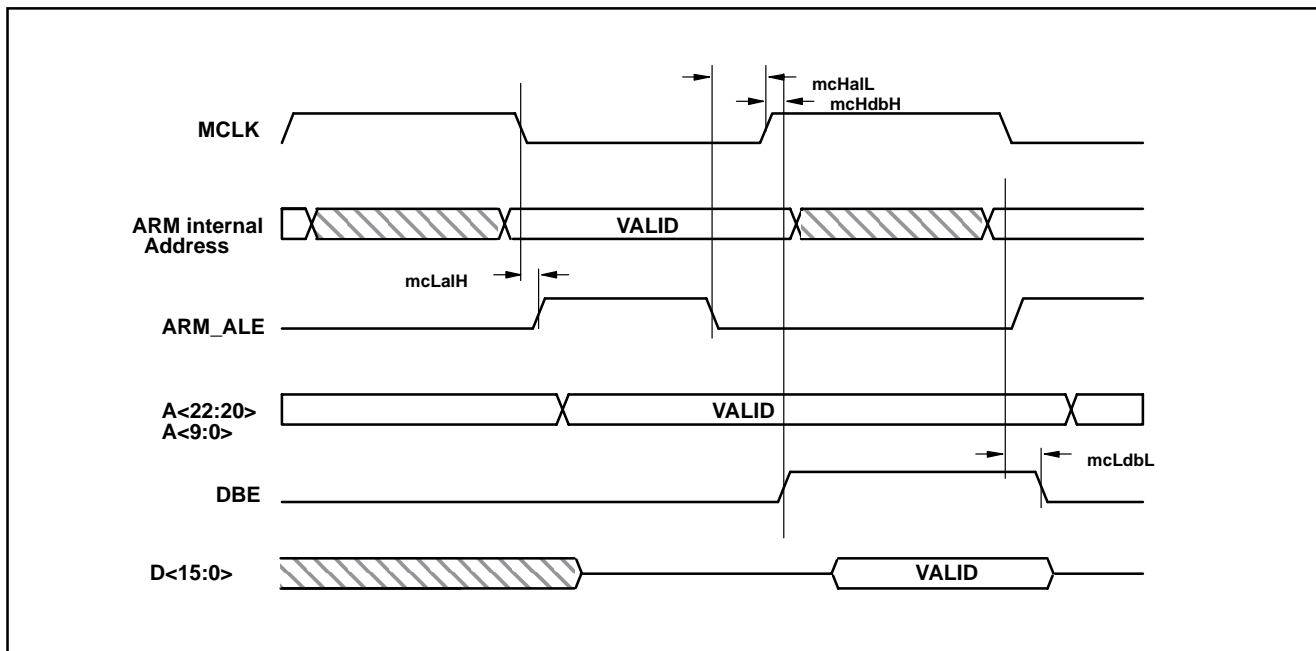 mcHalL
mcHdbH
MCLK
ARM internal
Address
VALID
mcLalH
ARM_ALE
A<22:20>
A<9:0>
VALID
mcLdbL
DBE
D<15:0>
VALID